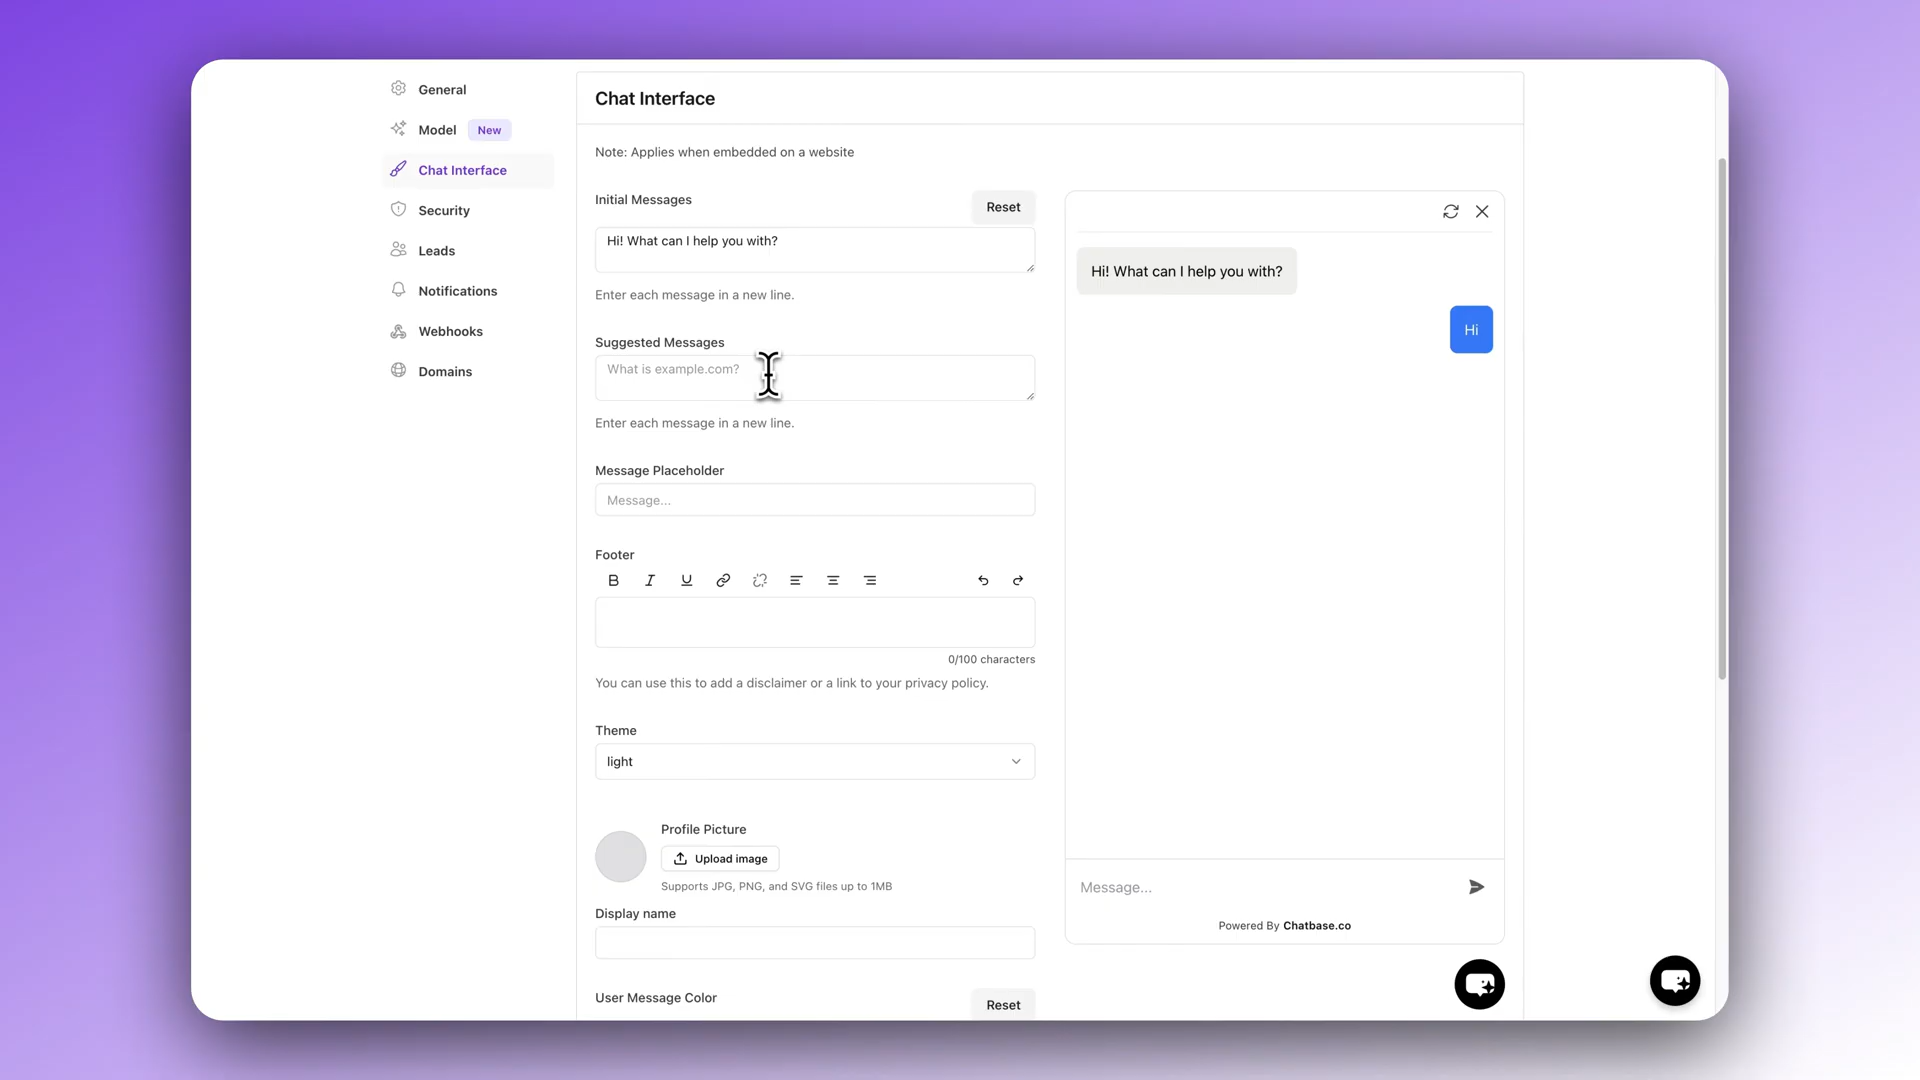 General
Model New
Chat Interface
Security
Leads
Notifications
Webhooks
Domains
Chat Interface
Note: Applies when embedded on a website
Initial Messages
Reset
Hi! What can I help you with?
Enter each message in a new line.
Suggested Messages
What is example.com?
Enter each message in a new line.
Message Placeholder
Message...
Footer
0/100 characters
You can use this to add a disclaimer or a link to your privacy policy.
Theme
light
Profile Picture
Upload image
Supports JPG, PNG, and SVG files up to 1MB
Display name
User Message Color
Reset
Hi! What can I help you with?
Hi
Message...
Powered By Chatbase.co